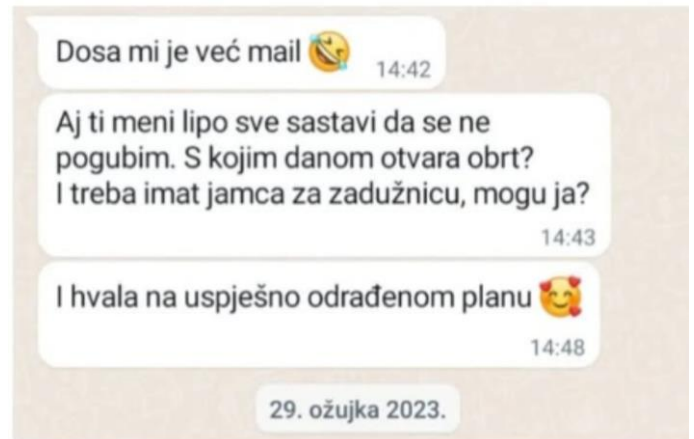 Dosa mi je već mail 🤣
14:42
Aj ti meni lipo sve sastavi da se ne
pogubim. S kojim danom otvara obrt?
I treba imat jamca za zadužnicu, mogu ja?
14:43
I hvala na uspješno odrađenom planu 🥰
14:48
29. ožujka 2023.